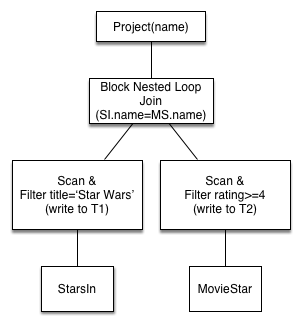 Project(name)
Block Nested Loop
Join
(SI.name=MS.name)
Scan &
Filter title=‘Star Wars’
(write to T1)
Scan &
Filter rating>=4
(write to T2)
StarsIn
MovieStar